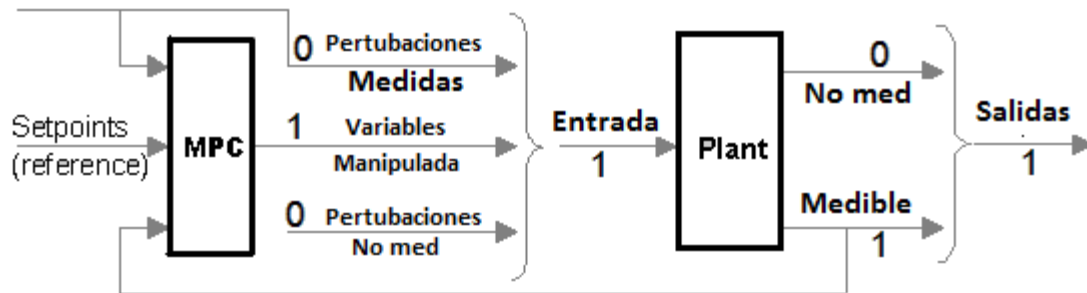 0 Pertubaciones
Medidas
Setpoints
(reference)
MPC
1 Variables
Manipulada
0 Pertubaciones
No med
Entrada
1
Plant
0
No med
Medible
1
Salidas
1